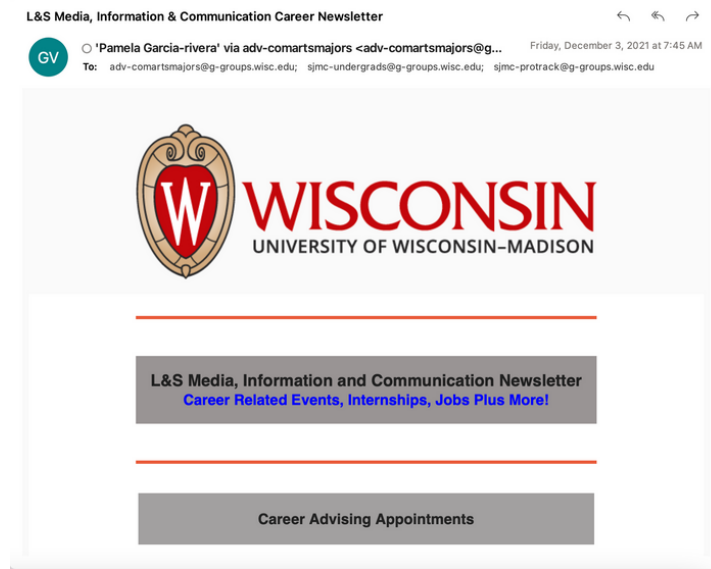 L&S Media, Information & Communication Career Newsletter
GV
'Pamela Garcia-rivera' via adv-comartsmajors <adv-comartsmajors@g...
Friday, December 3, 2021 at 7:45 AM
To: adv-comartsmajors@g-groups.wisc.edu; sjmc-undergrads@g-groups.wisc.edu; sjmc-protrack@g-groups.wisc.edu
W
WISCONSIN
UNIVERSITY OF WISCONSIN–MADISON
L&S Media, Information and Communication Newsletter
Career Related Events, Internships, Jobs Plus More!
Career Advising Appointments